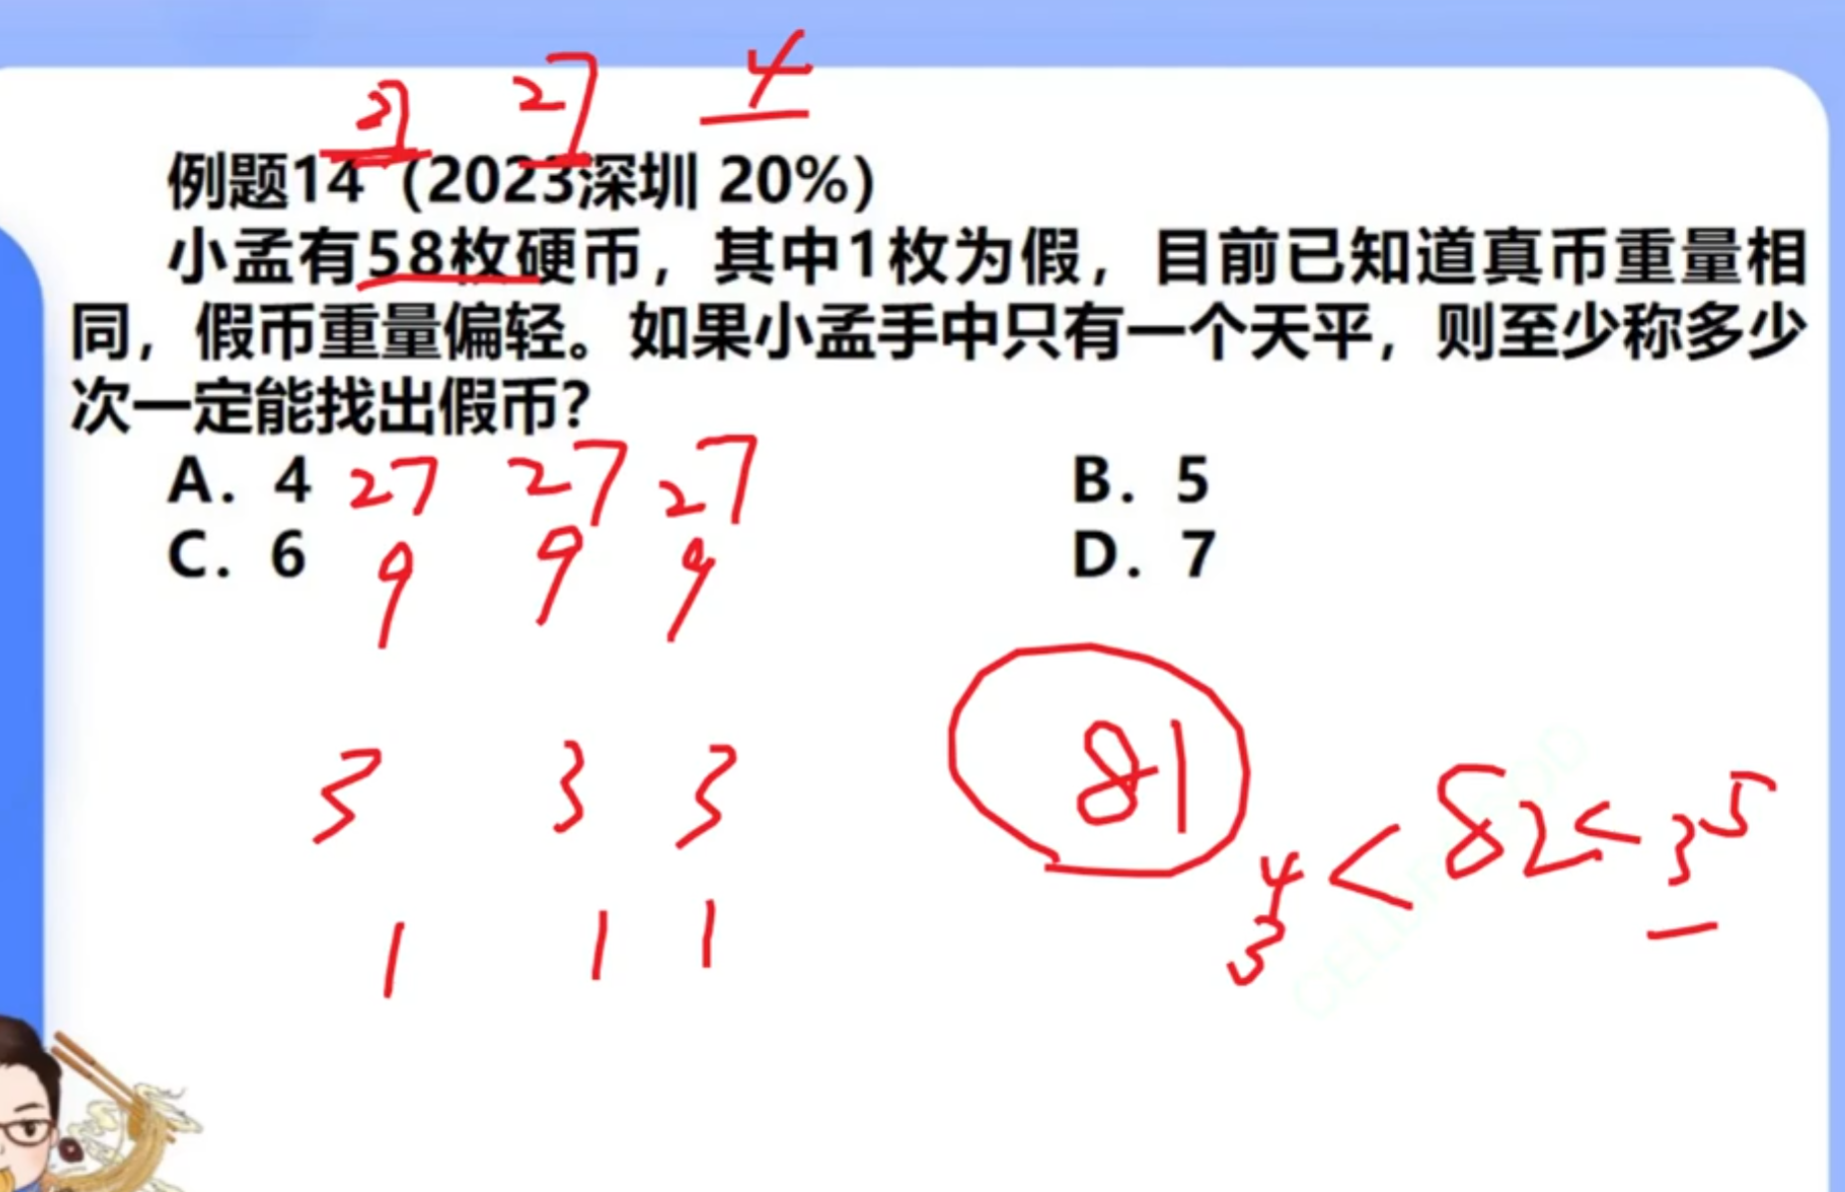 27 27 4
例题14（2023深圳 20%）
小孟有58枚硬币，其中1枚为假，目前已知道真币重量相
同，假币重量偏轻。如果小孟手中只有一个天平，则至少称多少
次一定能找出假币？
A. 4 27 27 27 B. 5
C. 6 9 9 9 D. 7
3 3 3 81
3⁴<82<3⁵
1 1 1